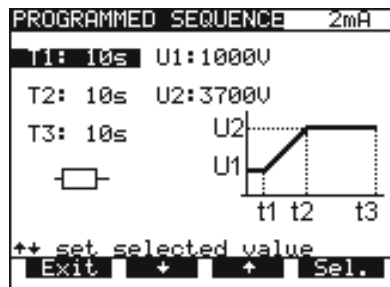 PROGRAMMED SEQUENCE 2mA
T1: 10s U1:1000V
T2: 10s U2:3700V
T3: 10s
U2
U1
t1 t2 t3
↑↓ set selected value
Exit ↓ ↑ Sel.